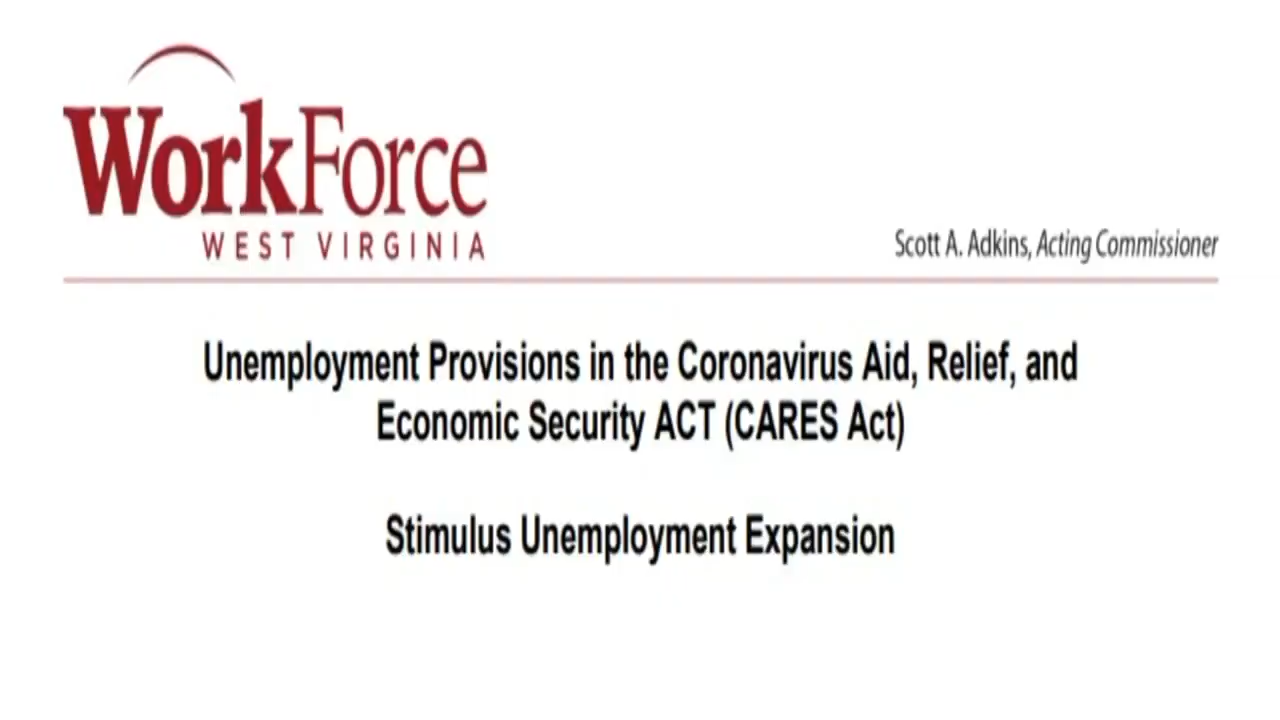 WorkForce
WEST VIRGINIA
Scott A. Adkins, Acting Commissioner
Unemployment Provisions in the Coronavirus Aid, Relief, and
Economic Security ACT (CARES Act)
Stimulus Unemployment Expansion